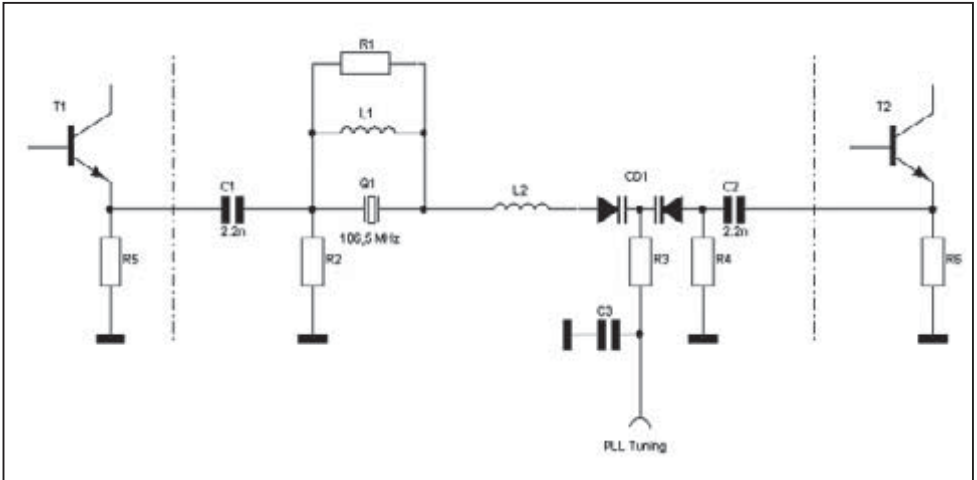 R1
T1
L1
T2
C1
Q1
L2
CD1
C2
2.2n
106,5 MHz
2.2n
R5
R2
R3
R4
R6
C3
PLL Tuning